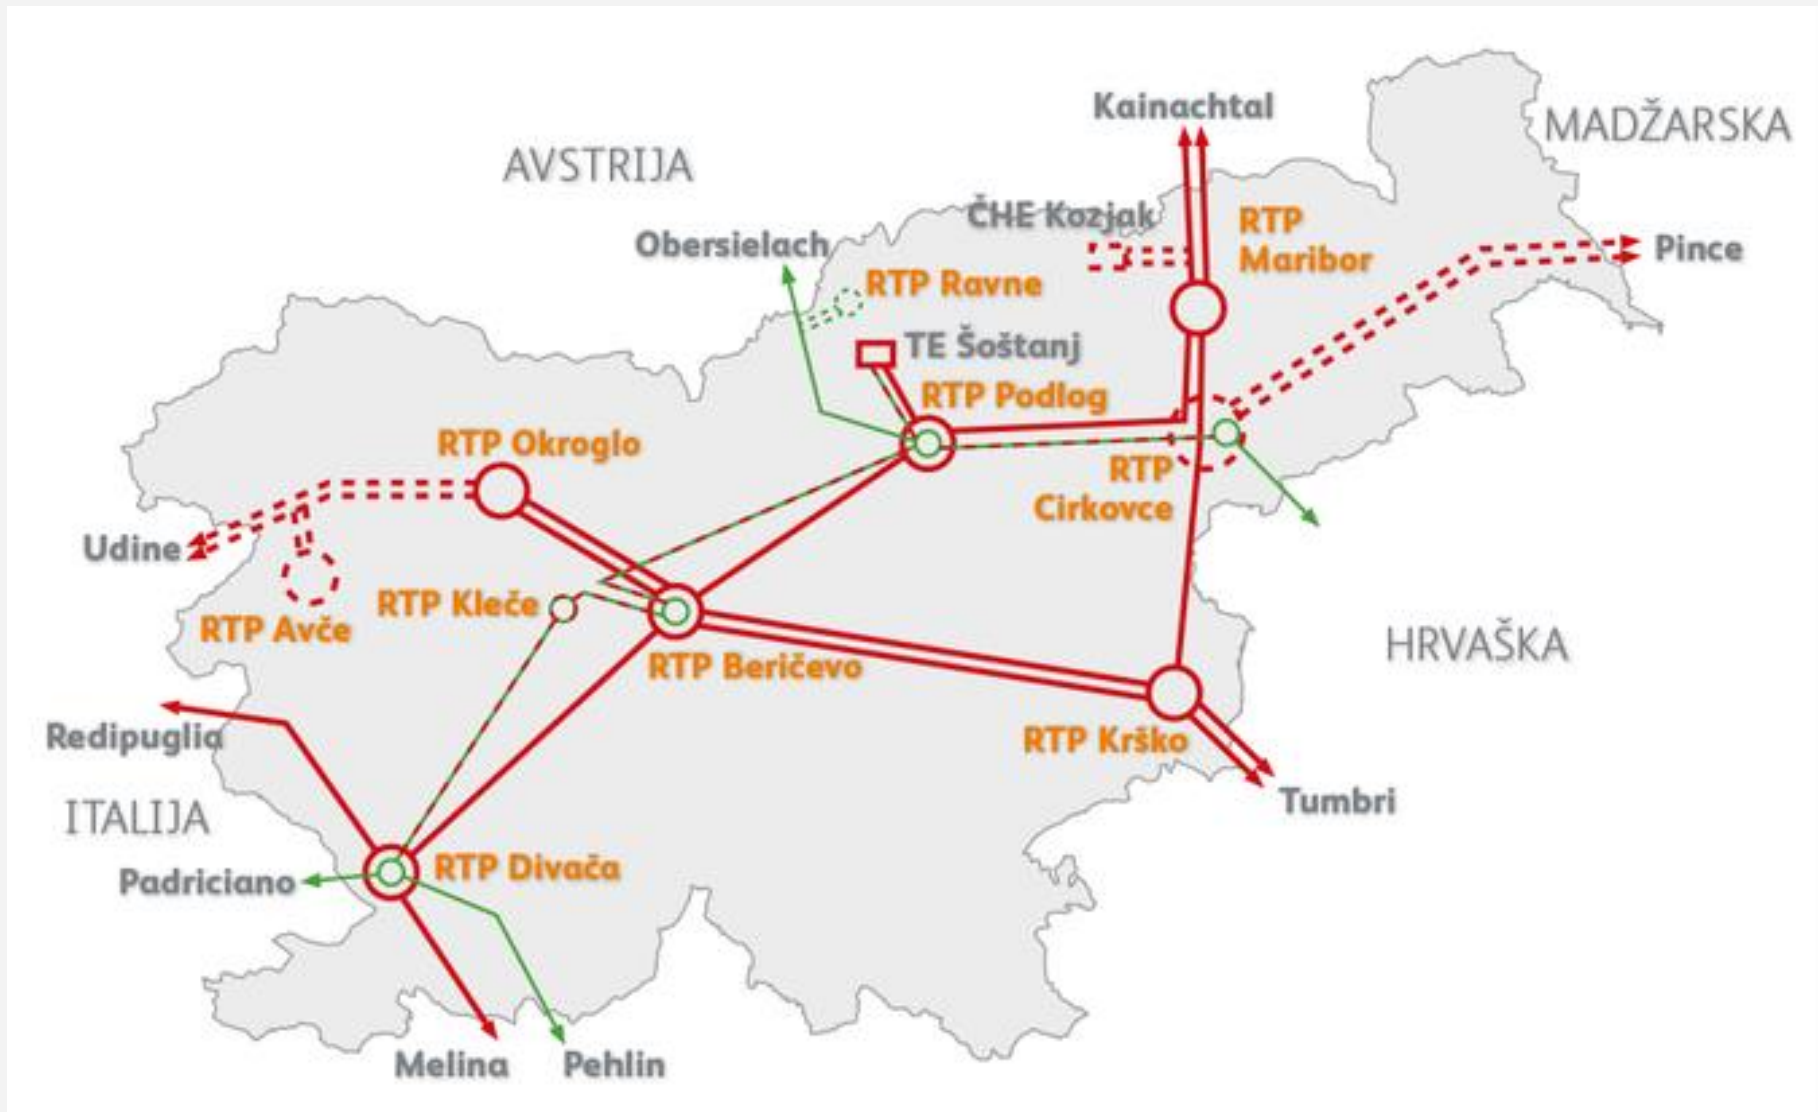 Kainachtal
MADŽARSKA
AVSTRIJA
ČHE Kozjak
RTP
Maribor
Obersielach
Pince
RTP Ravne
TE Šoštanj
RTP Podlog
RTP Okroglo
RTP
Cirkovce
Udine
RTP Kleče
RTP Avče
HRVAŠKA
RTP Beričevo
Redipuglia
RTP Krško
ITALIJA
Tumbri
RTP Divača
Padriciano
Melina
Pehlin